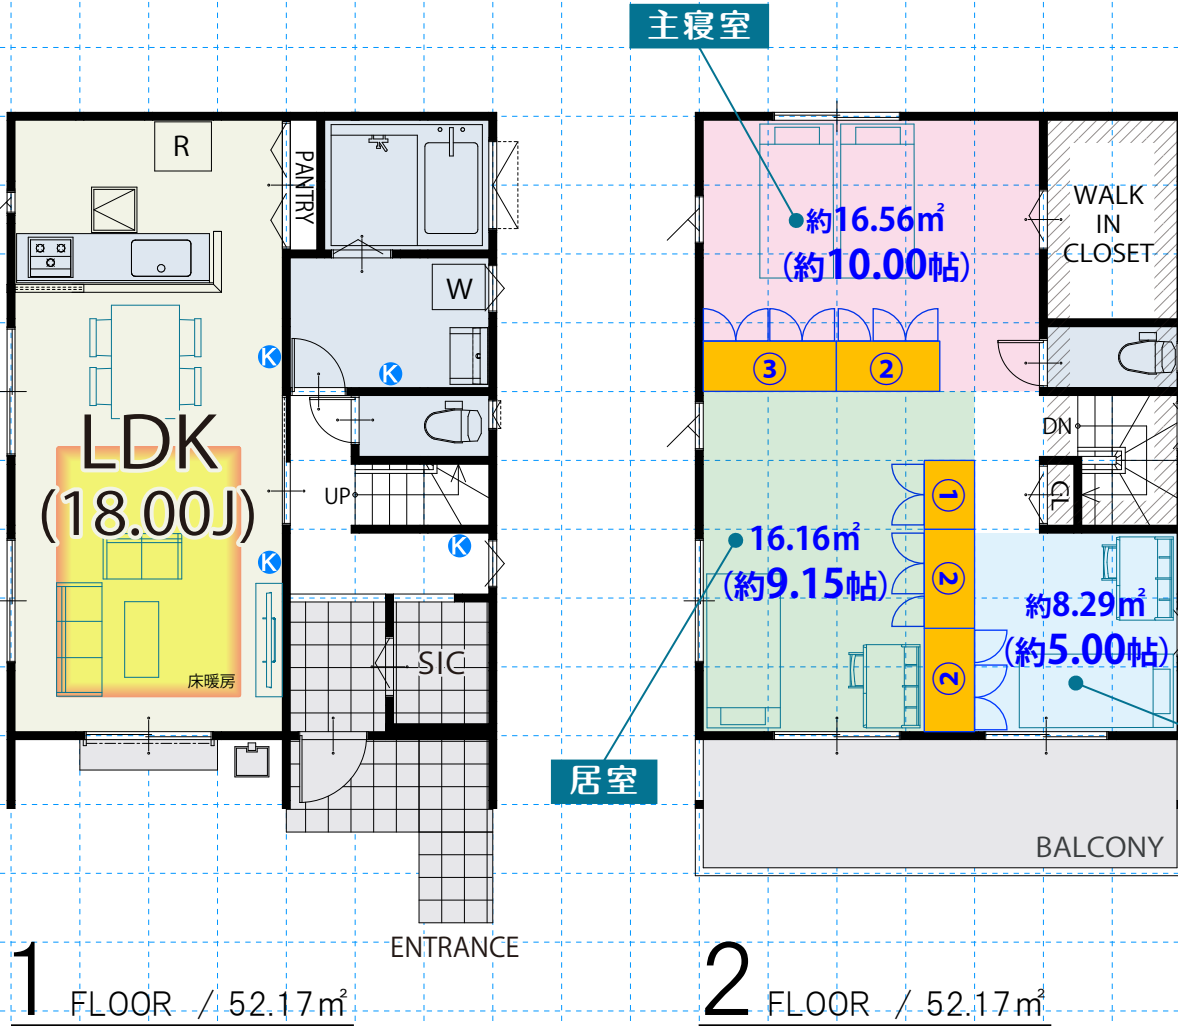 主寝室
R
PANTRY
W
K
K
LDK
(18.00J)
UP
K
K
床暖房
SIC
ENTRANCE
1 FLOOR / 52.17㎡
約16.56㎡
(約10.00帖)
WALK
IN
CLOSET
③
②
DN
CL
①
16.16㎡
(約9.15帖)
②
約8.29㎡
(約5.00帖)
②
居室
BALCONY
2 FLOOR / 52.17㎡